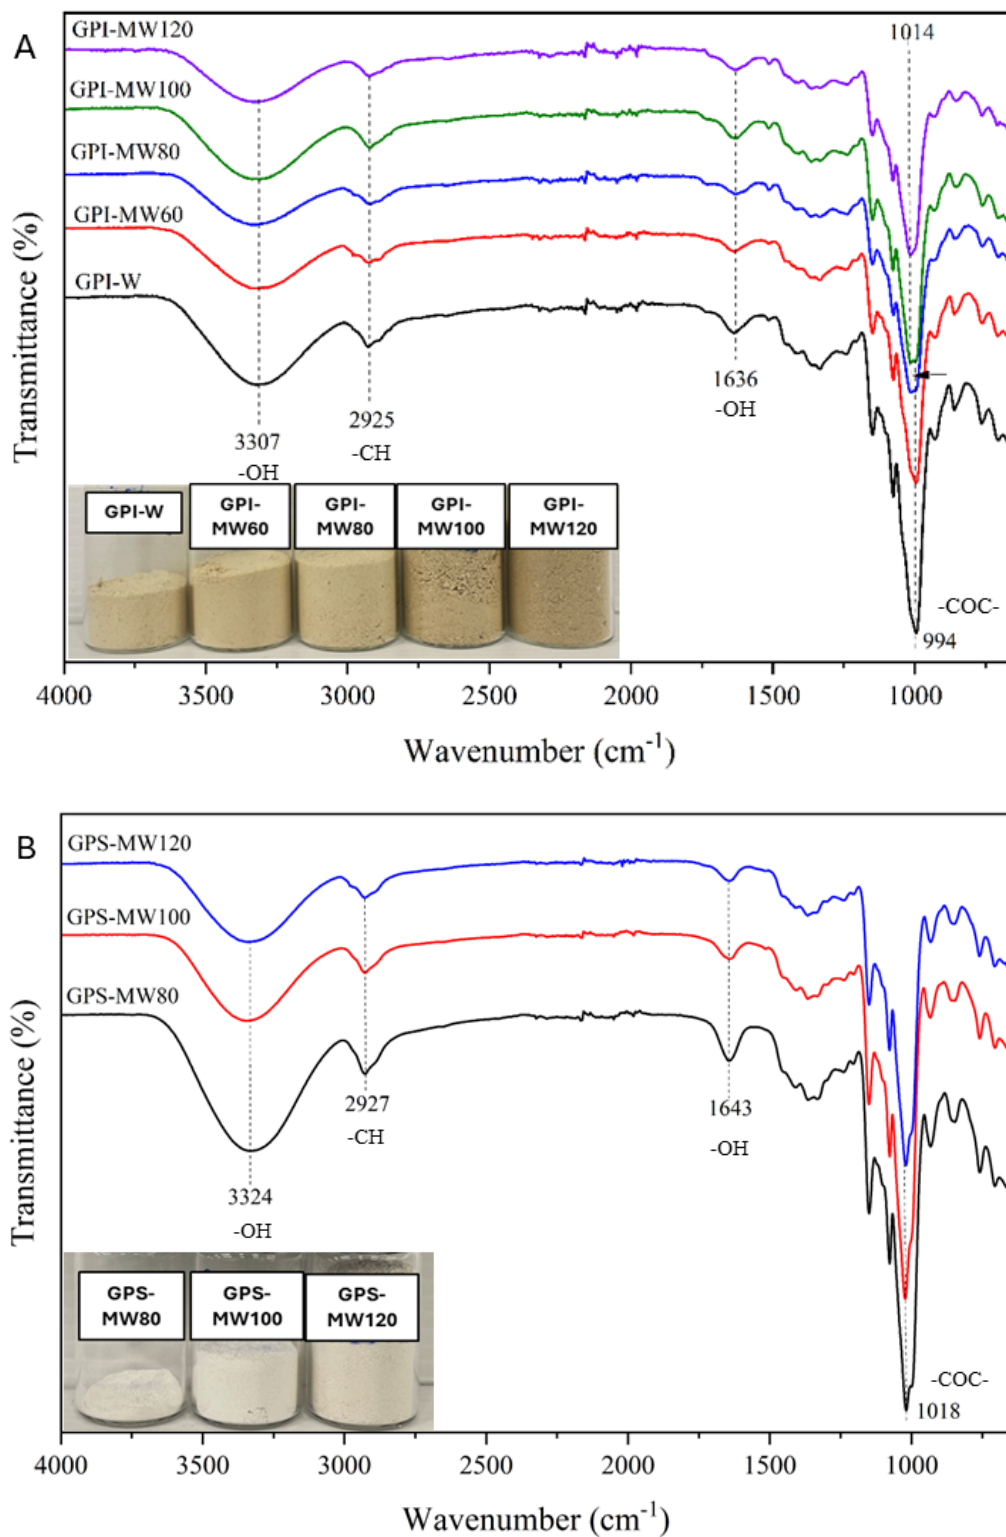 A
GPI-MW120
1014
GPI-MW100
GPI-MW80
GPI-MW60
GPI-W
Transmittance (%)
3307
-OH
2925
-CH
1636
-OH
-COC-
994
GPI-W
GPI-
MW60
GPI-
MW80
GPI-
MW100
GPI-
MW120
4000 3500 3000 2500 2000 1500 1000
Wavenumber (cm⁻¹)
B
GPS-MW120
GPS-MW100
GPS-MW80
Transmittance (%)
3324
-OH
2927
-CH
1643
-OH
-COC-
1018
GPS-
MW80
GPS-
MW100
GPS-
MW120
4000 3500 3000 2500 2000 1500 1000
Wavenumber (cm⁻¹)